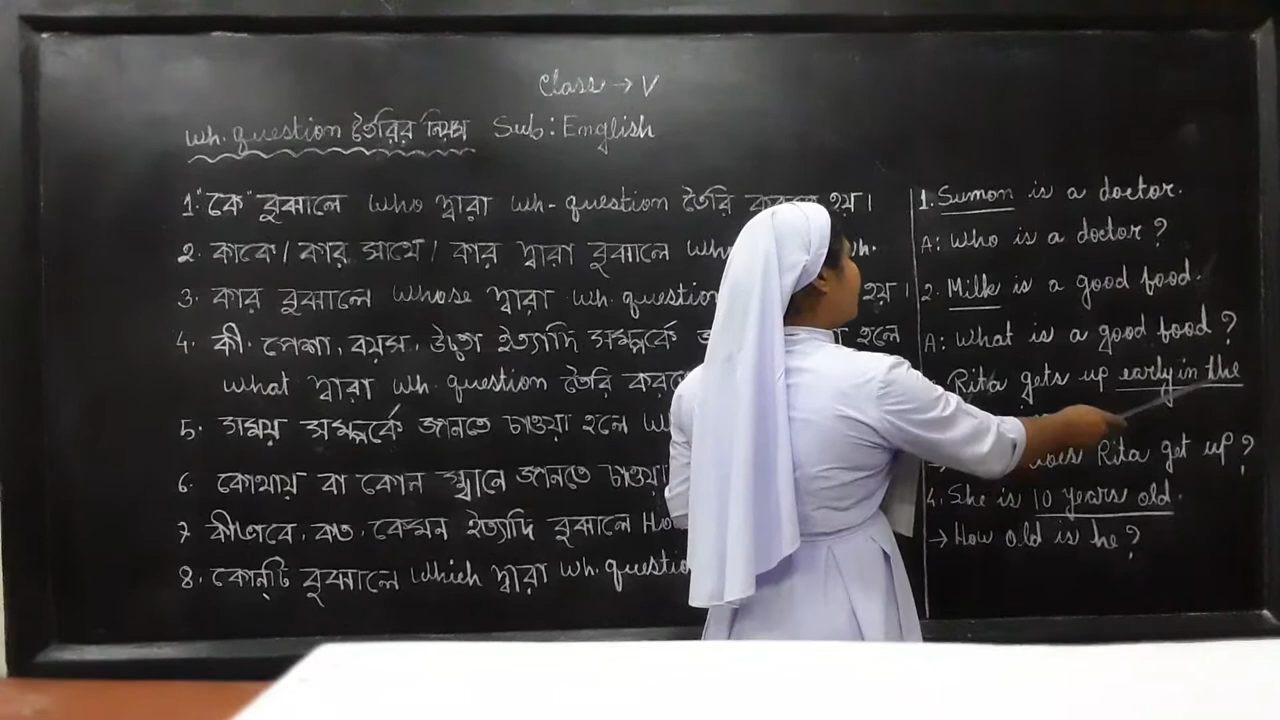 Class → V
wh. question তৈরির নিয়ম Sub : English
1. "কে" বুঝালে who দ্বারা wh- question তৈরি করতে হয়।
2. কাকে / কার সাথে / কার দ্বারা বুঝালে
3. কার বুঝালে whose দ্বারা wh. question হয়।
4. কী, পেশা, বয়স, উচ্চতা ইত্যাদি সম্পর্কে হলে
what দ্বারা wh. question তৈরি
5. সময় সম্পর্কে জানতে চাওয়া হলে
6. কোথায় বা কোন স্থানে জানতে চাওয়া
7 কীভাবে, কত, কেমন ইত্যাদি বুঝালে
8. কোন্‌টি বুঝালে which দ্বারা wh.
1. Sumon is a doctor.
A: Who is a doctor?
2. Milk is a good food.
A: What is a good food?
Rita gets up early in the
does Rita get up?
4. She is 10 years old.
→ How old is he?